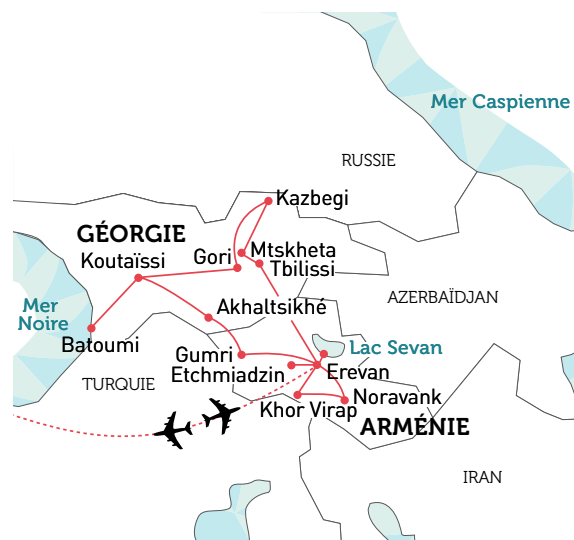 Mer Caspienne
RUSSIE
Kazbegi
GÉORGIE
Koutaïssi
Gori
Mtskheta
Tbilissi
AZERBAÏDJAN
Mer
Noire
Akhaltsikhé
Batoumi
Gumri
Lac Sevan
Etchmiadzin
Erevan
TURQUIE
Noravank
Khor Virap
ARMÉNIE
IRAN